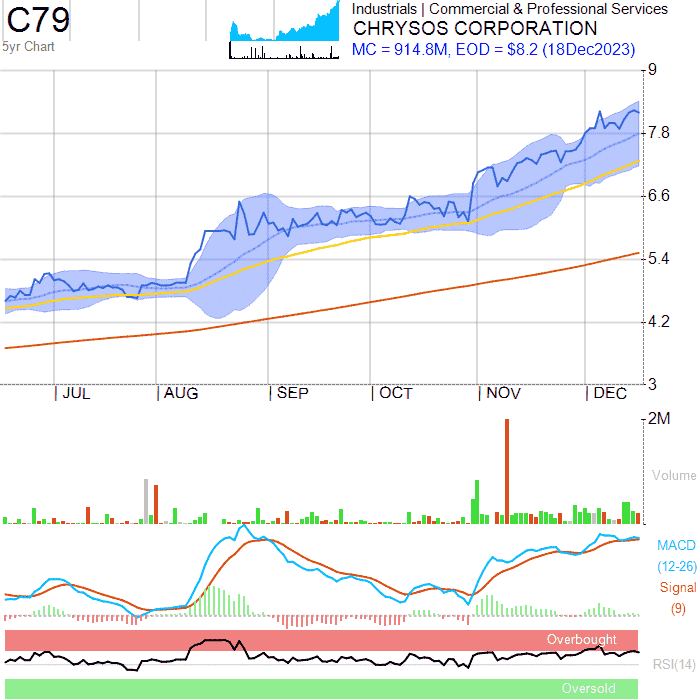 C79
5yr Chart
Industrials | Commercial & Professional Services
CHRYSOS CORPORATION
MC = 914.8M, EOD = $8.2 (18Dec2023)
9
7.8
6.6
5.4
4.2
3
JUL AUG SEP OCT NOV DEC
2M
Volume
MACD
(12-26)
Signal
(9)
Overbought
RSI(14)
Oversold